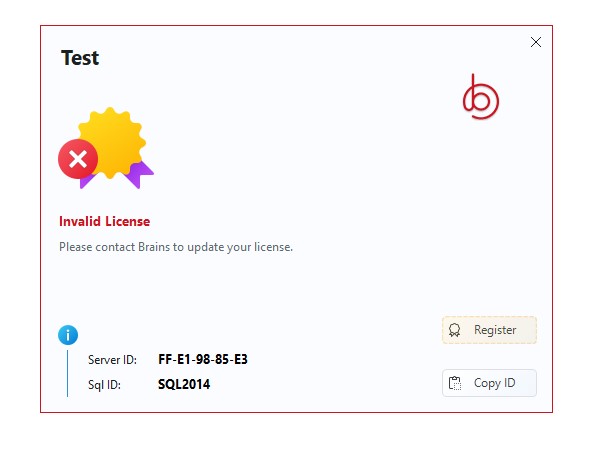 Test
Invalid License
Please contact Brains to update your license.
Register
Server ID: FF-E1-98-85-E3
Sql ID: SQL2014
Copy ID